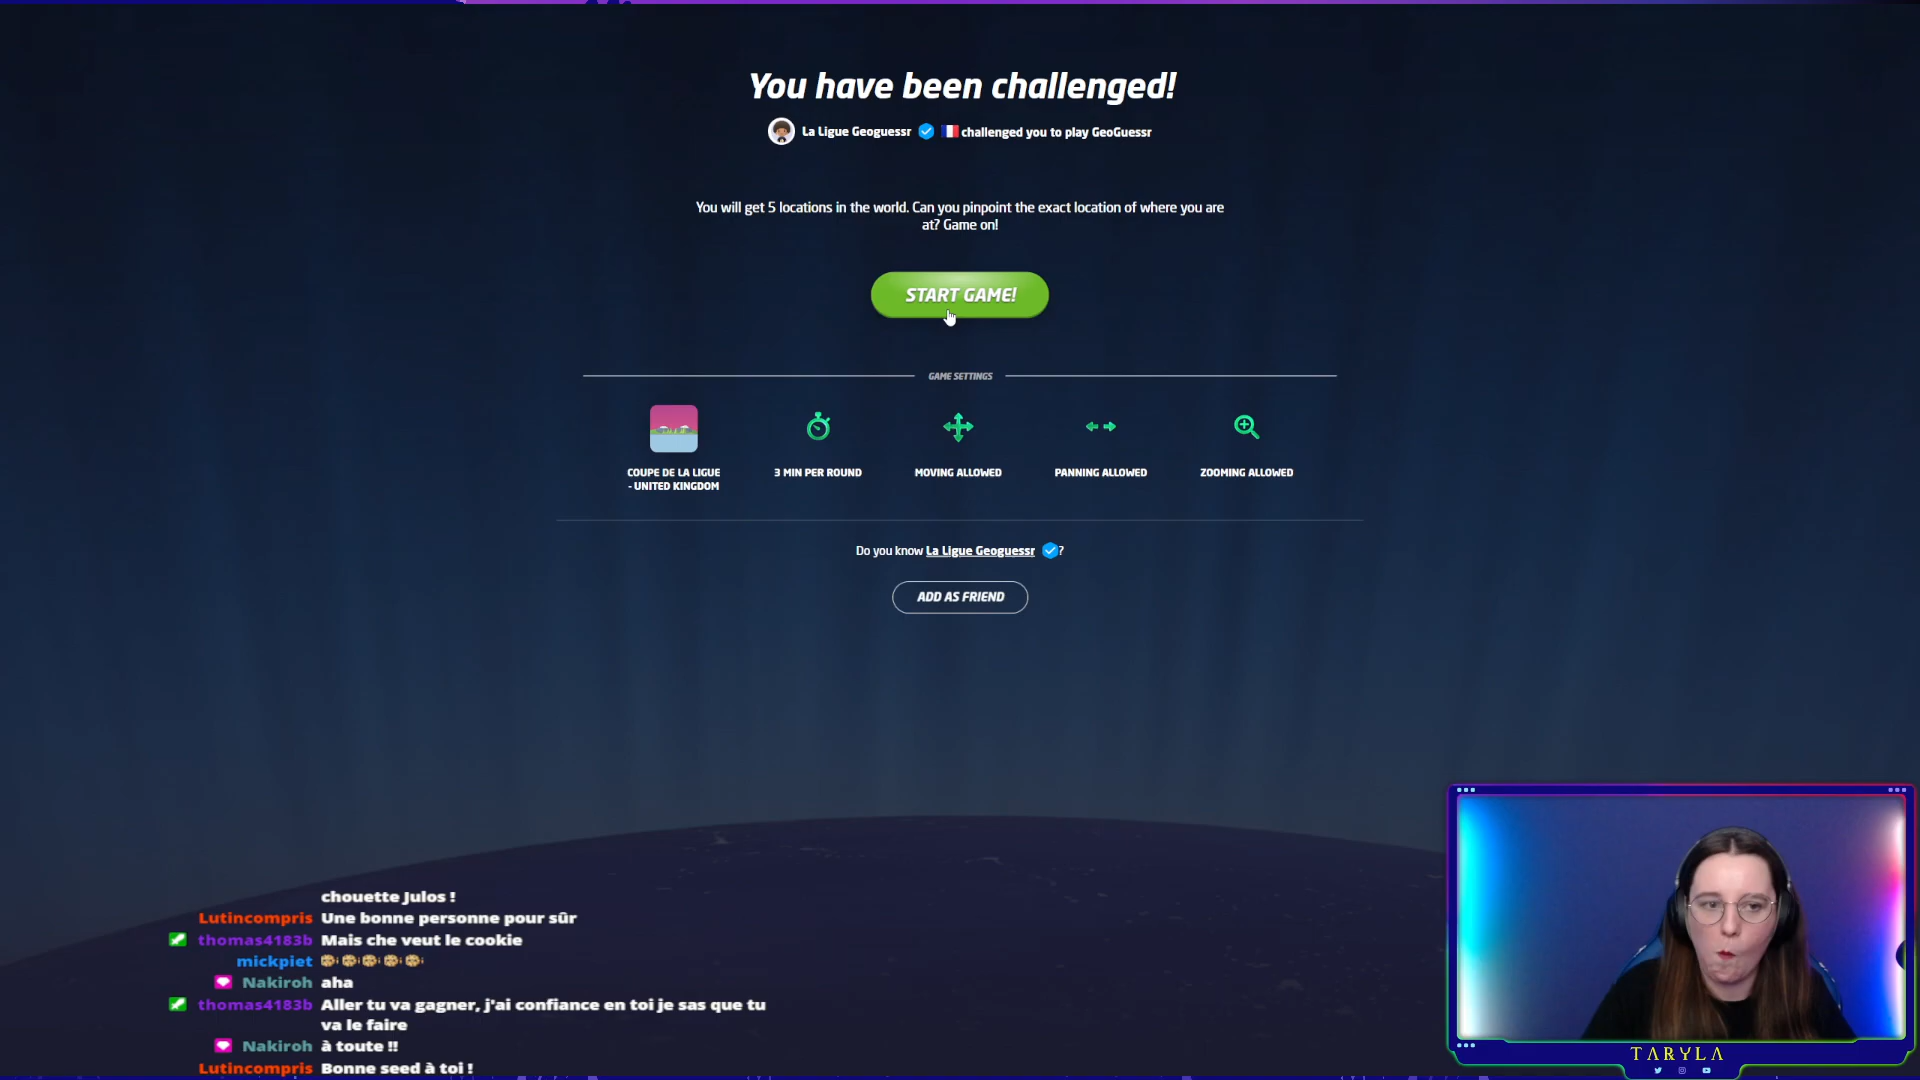 You have been challenged!
La Ligue Geoguessr challenged you to play GeoGuessr
You will get 5 locations in the world. Can you pinpoint the exact location of where you are
at? Game on!
START GAME!
GAME SETTINGS
COUPE DE LA LIGUE
- UNITED KINGDOM
3 MIN PER ROUND
MOVING ALLOWED
PANNING ALLOWED
ZOOMING ALLOWED
Do you know La Ligue Geoguessr ?
ADD AS FRIEND
chouette Julos !
Lutincompris Une bonne personne pour sûr
thomas4183b Mais che veut le cookie
mickpiet
Nakiroh aha
thomas4183b Aller tu va gagner, j'ai confiance en toi je sas que tu
va le faire
Nakiroh à toute !!
Lutincompris Bonne seed à toi !
TARYLA